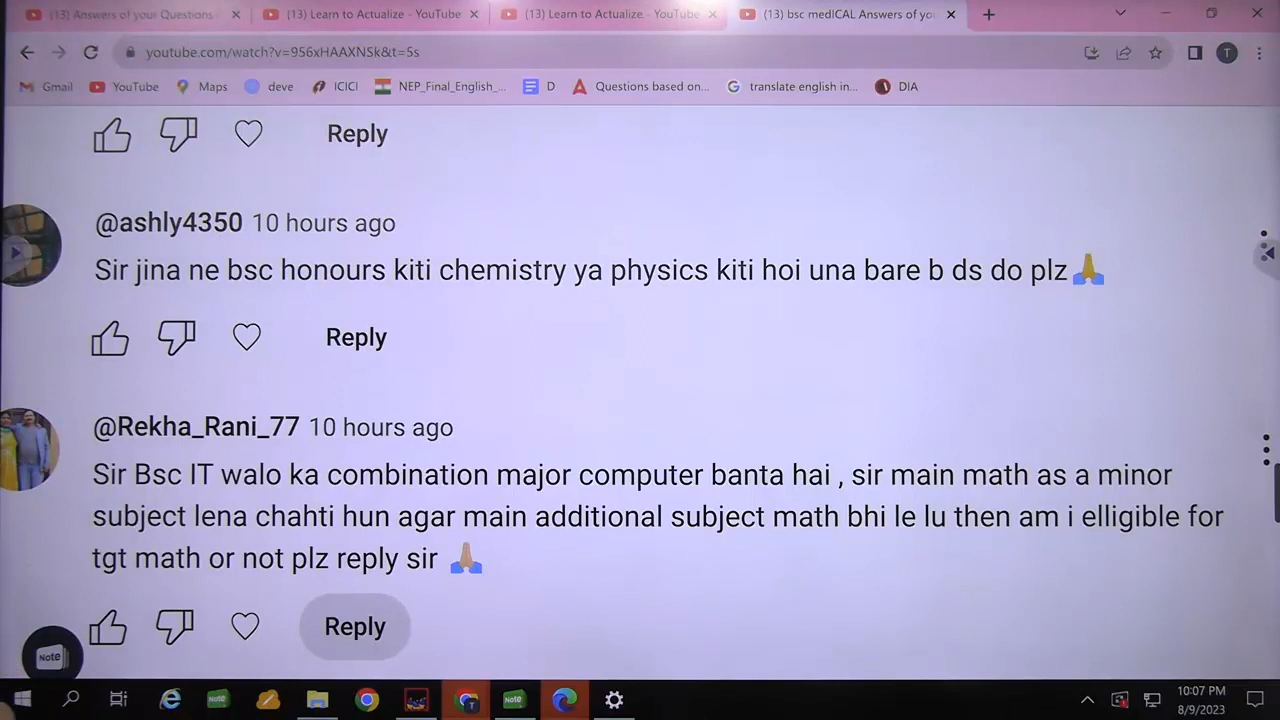 (13) Answers of your Questions
(13) Learn to Actualize - YouTube
(13) Learn to Actualize - YouTube
(13) bsc medICAL Answers of yo
youtube.com/watch?v=956xHAAXNSk&t=5s
T
Gmail
YouTube
Maps
deve
ICICI
NEP_Final_English_...
D
Questions based on...
translate english in...
DIA
Reply
@ashly4350 10 hours ago
Sir jina ne bsc honours kiti chemistry ya physics kiti hoi una bare b ds do plz🙏
Reply
@Rekha_Rani_77 10 hours ago
Sir Bsc IT walo ka combination major computer banta hai , sir main math as a minor
subject lena chahti hun agar main additional subject math bhi le lu then am i elligible for
tgt math or not plz reply sir 🙏
Reply
Note
Note
Note
10:07 PM
8/9/2023